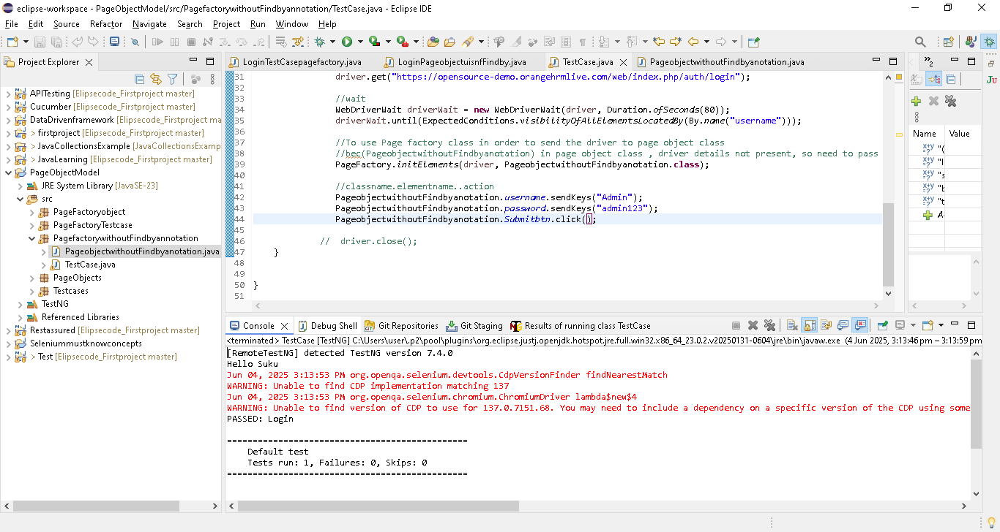 eclipse-workspace - PageObjectModel/src/PagefactorywithoutFindbyannotation/TestCase.java - Eclipse IDE
File Edit Source Refactor Navigate Search Project Run Window Help
Project Explorer
LoginTestCasepagefactory.java LoginPageobjectuisnfFindby.java TestCase.java PageobjectwithoutFindbyanotation.java
2
APITesting [Elipsecode_Firstproject master]
Cucumber [Elipsecode_Firstproject master]
DataDrivenframework [Elipsecode_Firstproject ma
> firstproject [Elipsecode_Firstproject master]
> JavaCollectionsExample [JavaCollectionsExamp
> JavaLearning [Elipsecode_Firstproject master]
PageObjectModel
JRE System Library [JavaSE-23]
src
PageFactoryobject
PageFactoryTestcase
PagefactorywithoutFindbyannotation
PageobjectwithoutFindbyanotation.java
TestCase.java
PageObjects
Testcases
TestNG
Referenced Libraries
Restassured [Elipsecode_Firstproject master]
Seleniummustknowconcepts
> Test [Elipsecode_Firstproject master]
31 driver.get("https://opensource-demo.orangehrmlive.com/web/index.php/auth/login");
32
33 //wait
34 WebDriverWait driverWait = new WebDriverWait(driver, Duration.ofSeconds(80));
35 driverWait.until(ExpectedConditions.visibilityOfAllElementsLocatedBy(By.name("username")));
36
37 //To use Page factory class in order to send the driver to page object class
38 //bec(PageobjectwithoutFindbyanotation) in page object class , driver details not present, so need to pass
39 PageFactory.initElements(driver, PageobjectwithoutFindbyanotation.class);
40
41 //classname.elementname..action
42 PageobjectwithoutFindbyanotation.username.sendKeys("Admin");
43 PageobjectwithoutFindbyanotation.password.sendKeys("admin123");
44 PageobjectwithoutFindbyanotation.Submitbtn.click();
45
46 // driver.close();
47 }
48
49
50 }
51
Name Value
x+y =? "(
x+y =? "l
x+y =? "s
x+y =? "b
x+y =? "t
A
Console Debug Shell Git Repositories Git Staging Results of running class TestCase
<terminated> TestCase [TestNG] C:\Users\user\.p2\pool\plugins\org.eclipse.justj.openjdk.hotspot.jre.full.win32.x86_64_23.0.2.v20250131-0604\jre\bin\javaw.exe (4 Jun 2025, 3:13:46 pm – 3:13:59 pm
[RemoteTestNG] detected TestNG version 7.4.0
Hello Suku
Jun 04, 2025 3:13:53 PM org.openqa.selenium.devtools.CdpVersionFinder findNearestMatch
WARNING: Unable to find CDP implementation matching 137
Jun 04, 2025 3:13:53 PM org.openqa.selenium.chromium.ChromiumDriver lambda$new$4
WARNING: Unable to find version of CDP to use for 137.0.7151.68. You may need to include a dependency on a specific version of the CDP using some
PASSED: Login
===============================================
Default test
Tests run: 1, Failures: 0, Skips: 0
===============================================